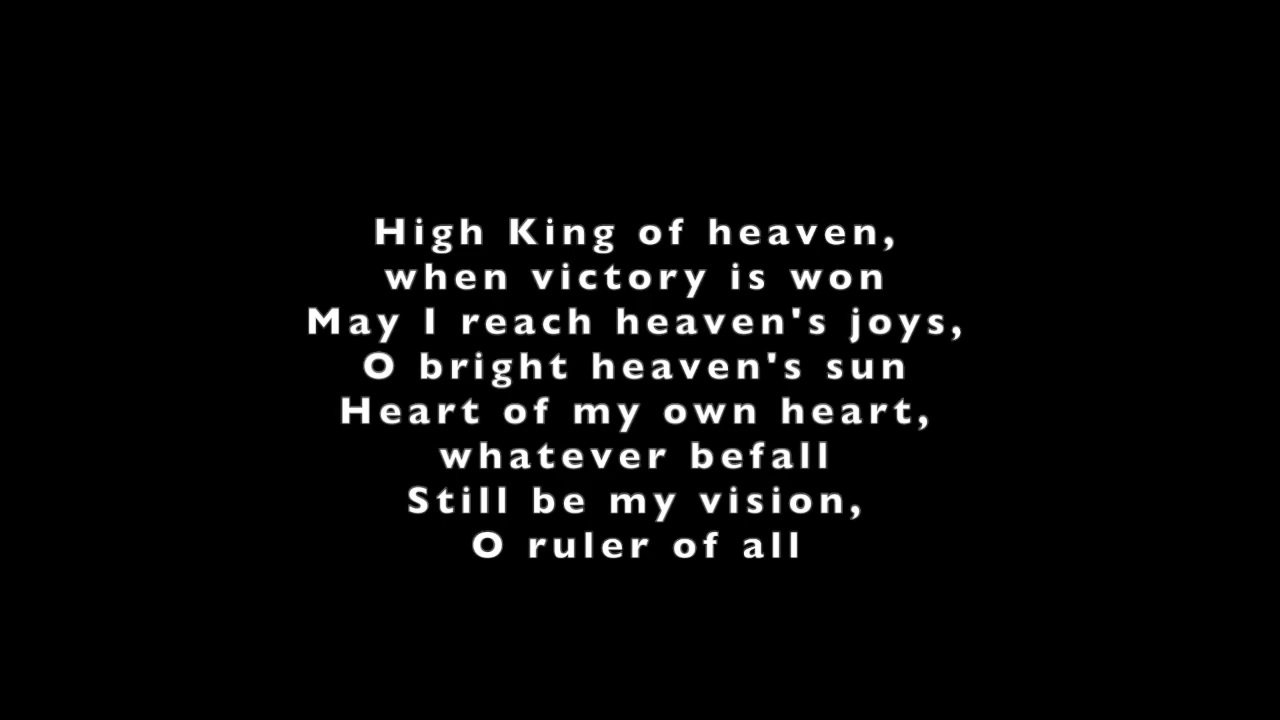 High King of heaven,
when victory is won
May I reach heaven's joys,
O bright heaven's sun
Heart of my own heart,
whatever befall
Still be my vision,
O ruler of all